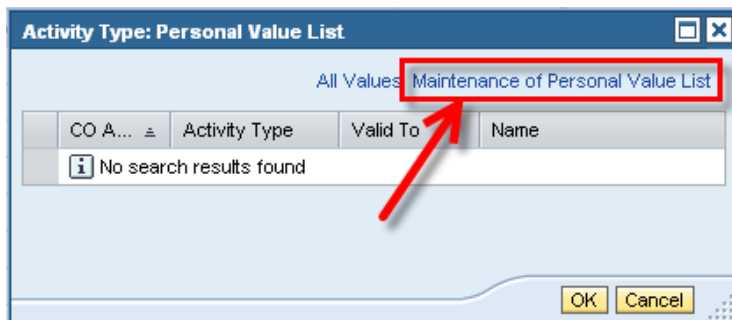 Activity Type: Personal Value List
All Values Maintenance of Personal Value List
CO A... Activity Type Valid To Name
No search results found
OK Cancel